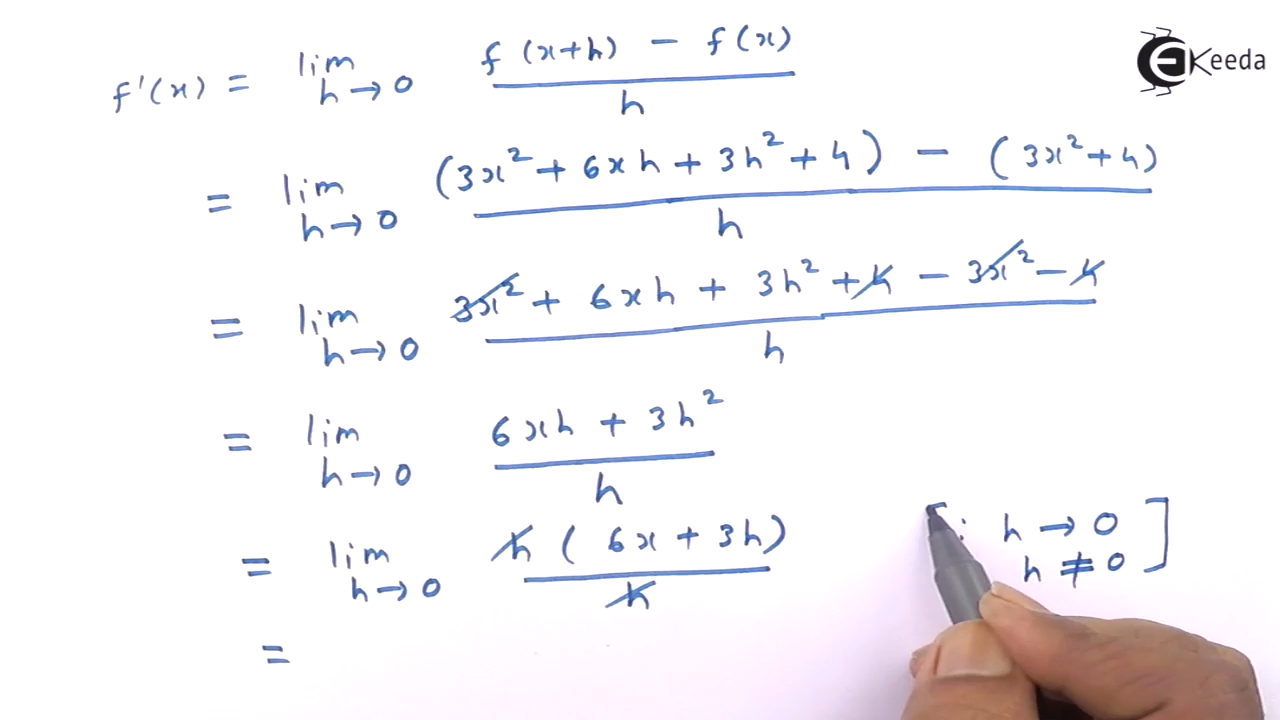 EKeeda
f'(x) = lim h→0 f(x+h) − f(x) / h
= lim h→0 (3x² + 6xh + 3h² + 4) − (3x² + 4) / h
= lim h→0 3x² + 6xh + 3h² + 4 − 3x² − 4 / h
= lim h→0 6xh + 3h² / h
= lim h→0 h (6x + 3h) / h [∵ h → 0
h ≠ 0]
=